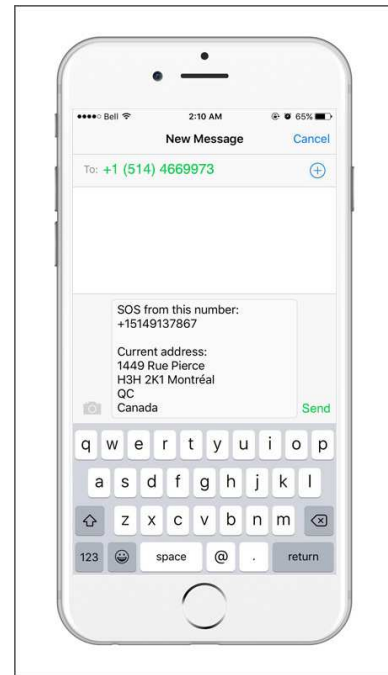 Bell 2:10 AM 65%
New Message Cancel
To: +1 (514) 4669973
SOS from this number:
+15149137867
Current address:
1449 Rue Pierce
H3H 2K1 Montréal
QC
Canada Send
q w e r t y u i o p
a s d f g h j k l
z x c v b n m
123 space @ . return